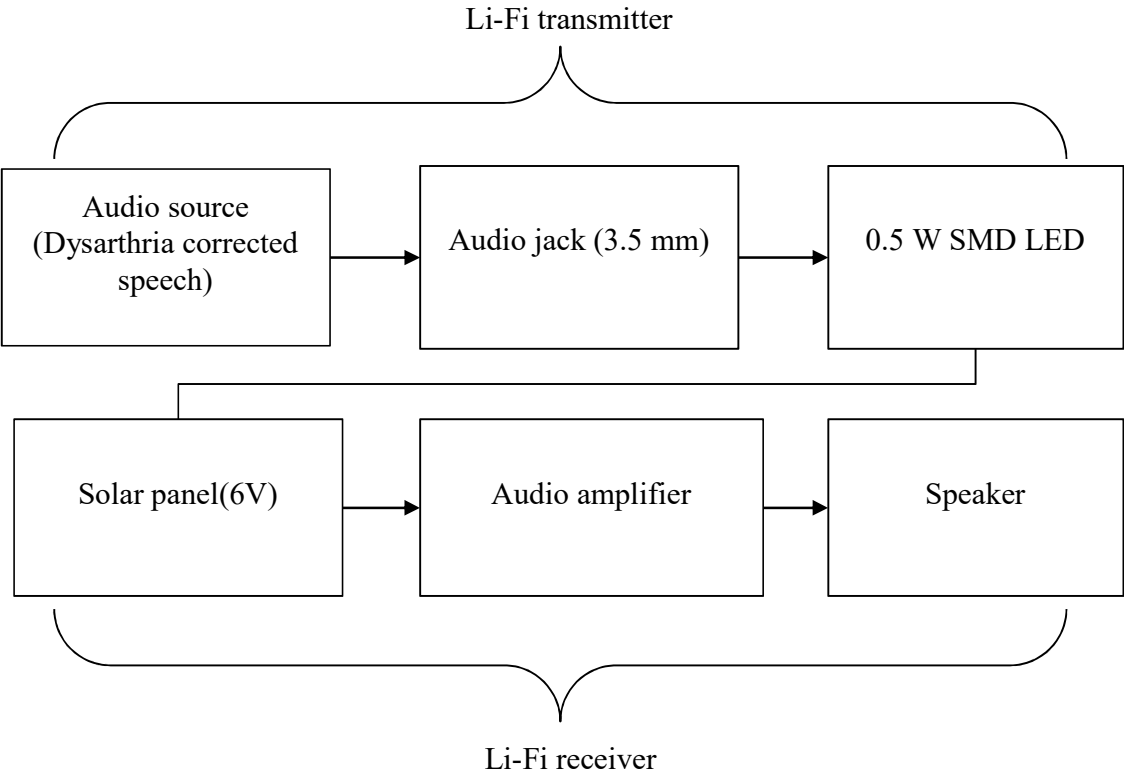 Li-Fi transmitter
Audio source
(Dysarthria corrected
speech)
Audio jack (3.5 mm)
0.5 W SMD LED
Solar panel(6V)
Audio amplifier
Speaker
Li-Fi receiver